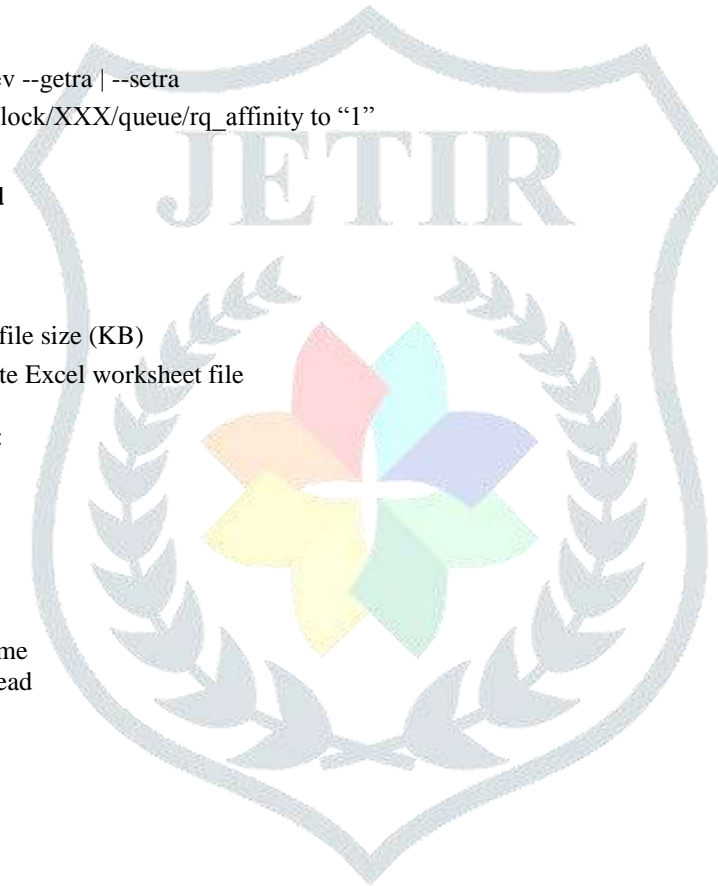 ev --getra | --setra
lock/XXX/queue/rq_affinity to “1”
JETIR
file size (KB)
te Excel worksheet file
:
me
ead